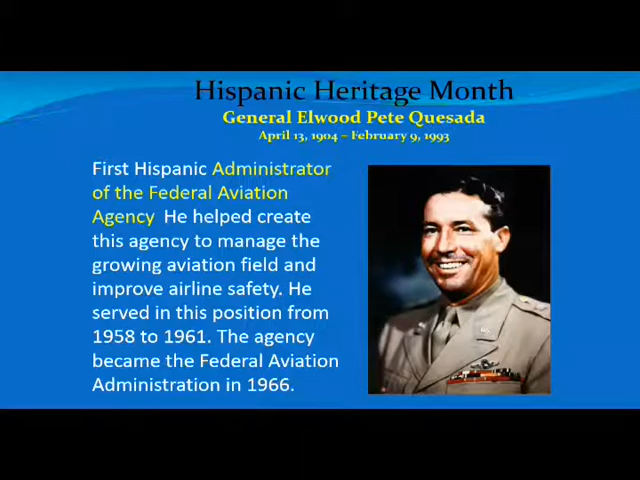 Hispanic Heritage Month
General Elwood Pete Quesada
April 13, 1904 – February 9, 1993
First Hispanic Administrator
of the Federal Aviation
Agency He helped create
this agency to manage the
growing aviation field and
improve airline safety. He
served in this position from
1958 to 1961. The agency
became the Federal Aviation
Administration in 1966.